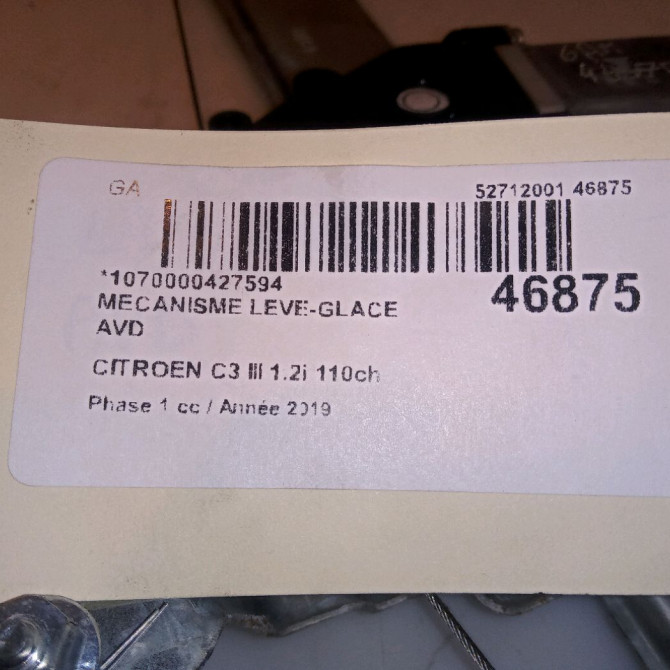 GA
52712001 46875
*1070000427594
46875
MECANISME LEVE-GLACE
AVD
CITROEN C3 III 1.2i 110ch
Phase 1 cc / Année 2019